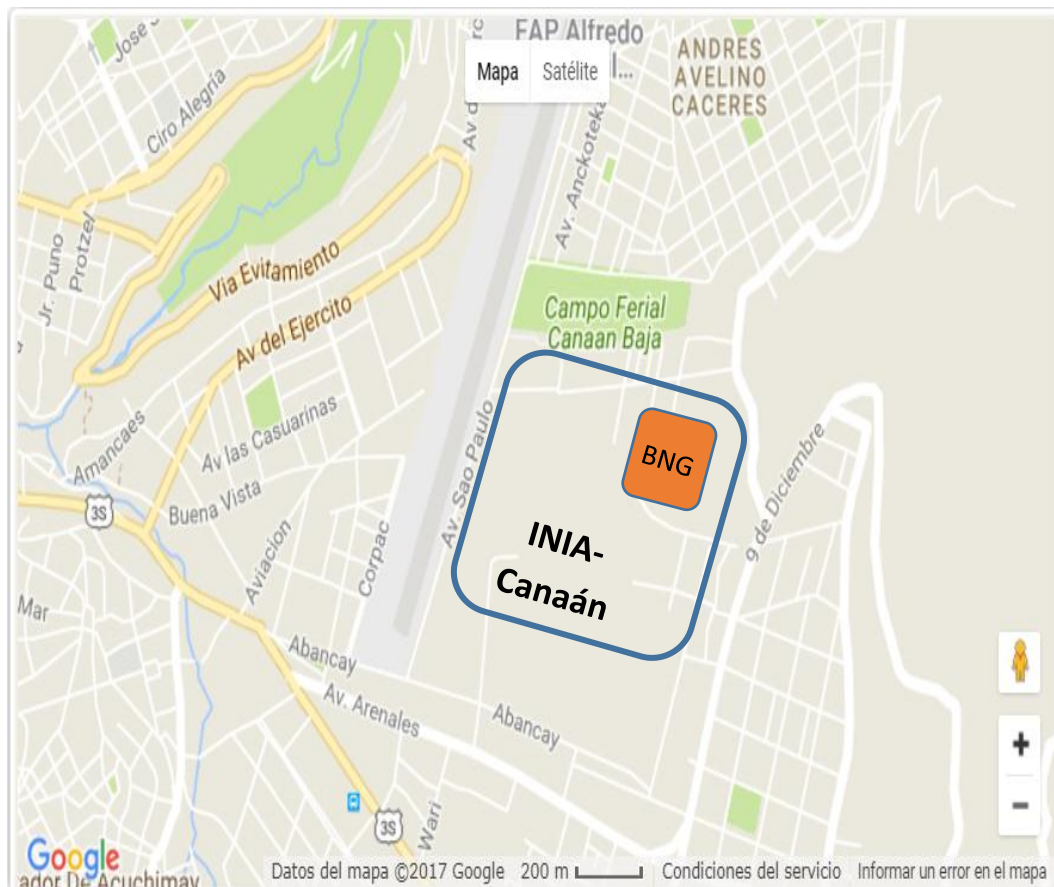 FAP Alfredo
Mapa
Satélite
l...
ANDRES
AVELINO
CACERES
Jose
Ciro Alegría
Av. Anckoteka
Jr. Puno
Protzel
Via Evitamiento
Av del Ejercito
Campo Ferial
Canaan Baja
Av las Casuarinas
Amancaes
Buena Vista
3S
Av. Sao Paulo
BNG
9 de Diciembre
INIA-
Canaán
Aviacion
Corpac
Mar
Abancay
Av. Arenales
Abancay
Wari
3S
+
−
Google
ador De Acuchimay
Datos del mapa ©2017 Google
200 m
Condiciones del servicio
Informar un error en el mapa